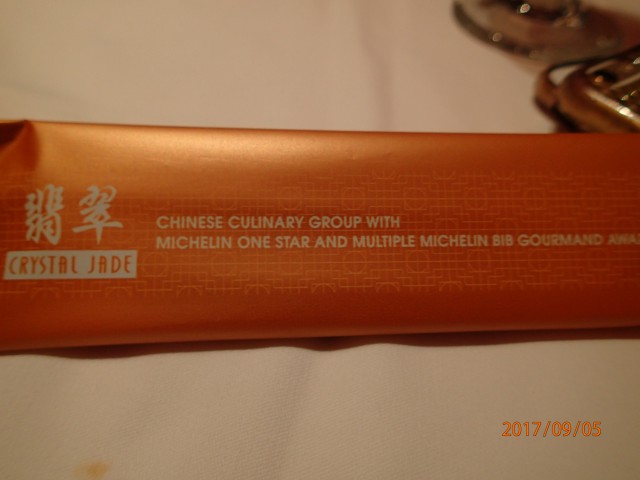 翡翠
CRYSTAL JADE
CHINESE CULINARY GROUP WITH
MICHELIN ONE STAR AND MULTIPLE MICHELIN BIB GOURMAND
2017/09/05